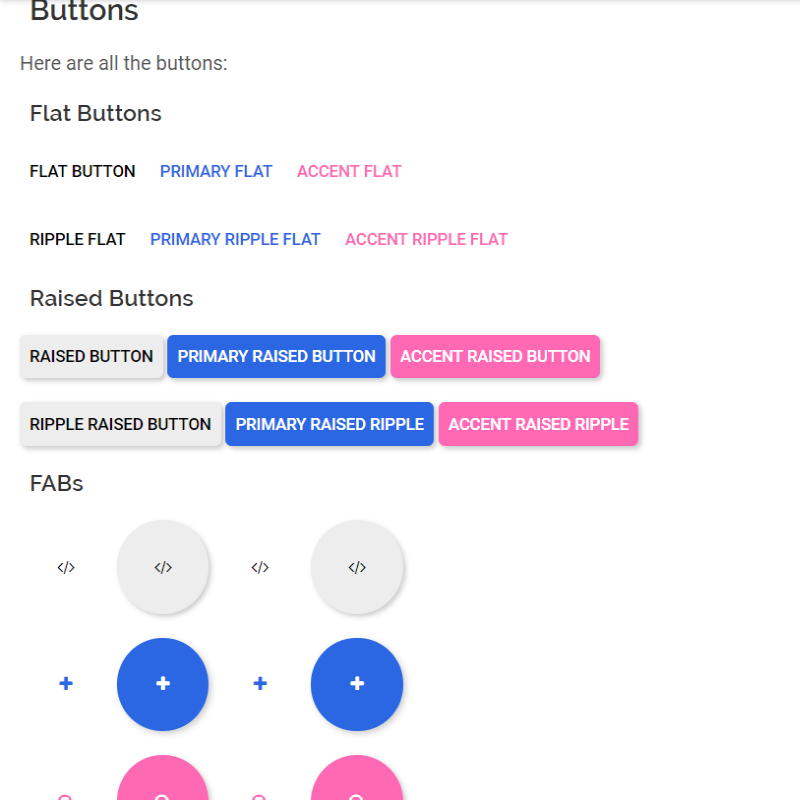 Buttons
Here are all the buttons:
Flat Buttons
FLAT BUTTON PRIMARY FLAT ACCENT FLAT
RIPPLE FLAT PRIMARY RIPPLE FLAT ACCENT RIPPLE FLAT
Raised Buttons
RAISED BUTTON PRIMARY RAISED BUTTON ACCENT RAISED BUTTON
RIPPLE RAISED BUTTON PRIMARY RAISED RIPPLE ACCENT RAISED RIPPLE
FABs